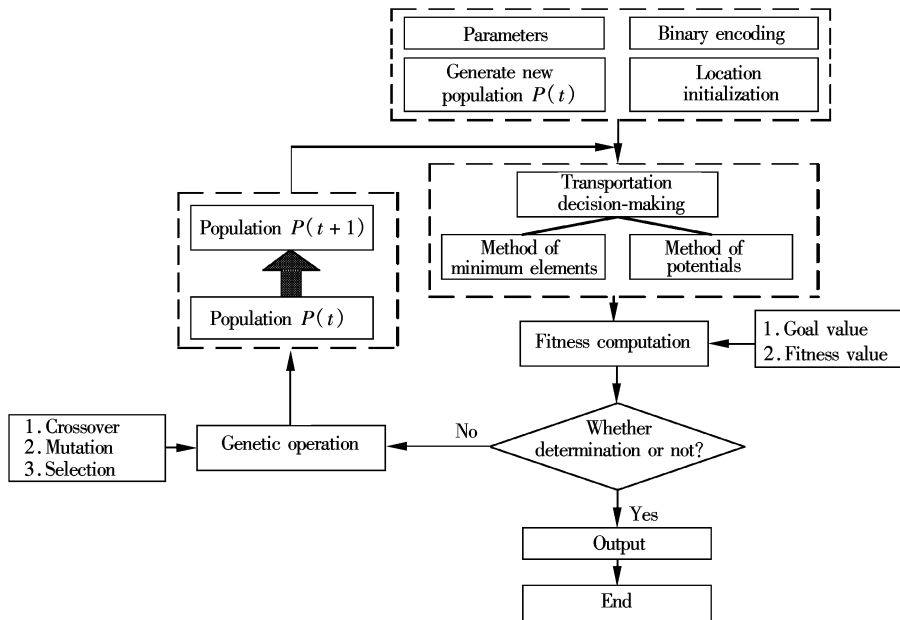 Parameters
Binary encoding
Generate new
population P(t)
Location
initialization
Transportation
decision-making
Method of
minimum elements
Method of
potentials
Population P(t+1)
Population P(t)
Fitness computation
1. Goal value
2. Fitness value
Whether
determination or not?
No
Genetic operation
1. Crossover
2. Mutation
3. Selection
Yes
Output
End